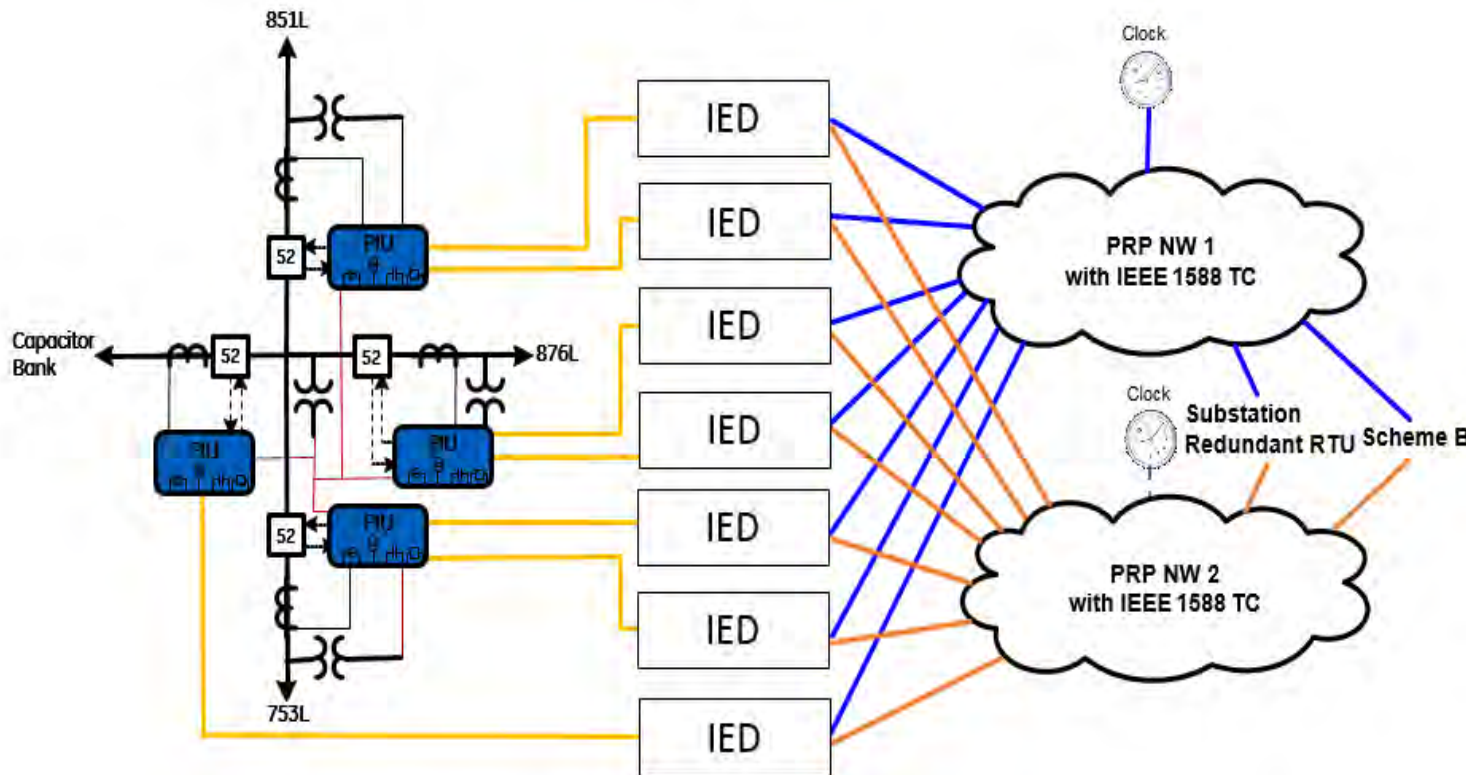 851L
Clock
IED
IED
PIU
52
PRP NW 1
with IEEE 1588 TC
IED
Capacitor
Bank
52
52
876L
Clock
Substation
Redundant RTU
Scheme B
IED
PIU
PIU
IED
PIU
52
PRP NW 2
with IEEE 1588 TC
IED
753L
IED